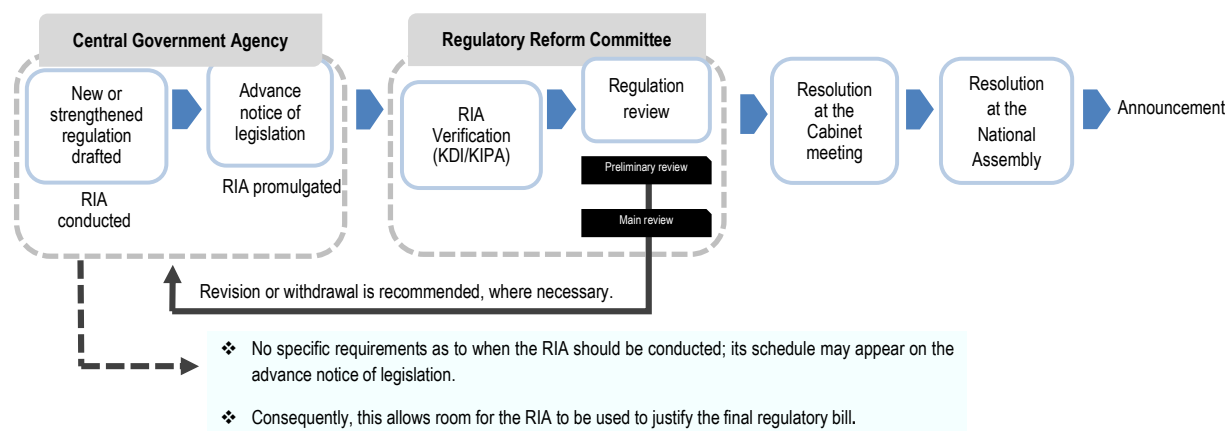 Central Government Agency
Regulatory Reform Committee
New or
strengthened
regulation
drafted
RIA
conducted
Advance
notice of
legislation
RIA promulgated
RIA
Verification
(KDI/KIPA)
Regulation
review
Preliminary review
Main review
Resolution
at the
Cabinet
meeting
Resolution
at the
National
Assembly
Announcement
Revision or withdrawal is recommended, where necessary.
❖ No specific requirements as to when the RIA should be conducted; its schedule may appear on the
advance notice of legislation.
❖ Consequently, this allows room for the RIA to be used to justify the final regulatory bill.